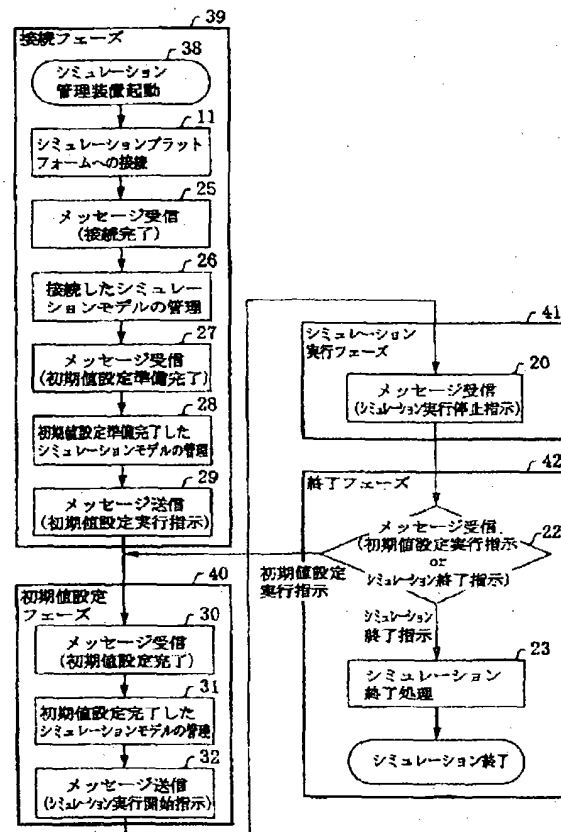 39
接続フェーズ
38
シミュレーション
管理装置起動
11
シミュレーションプラット
フォームへの接続
25
メッセージ受信
(接続完了)
26
接続したシミュレー
ションモデルの管理
27
メッセージ受信
(初期値設定準備完了)
28
初期値設定準備完了した
シミュレーションモデルの管理
29
メッセージ送信
(初期値設定実行指示)
40
初期値設定
フェーズ
30
メッセージ受信
(初期値設定完了)
31
初期値設定完了した
シミュレーションモデルの管理
32
メッセージ送信
(シミュレーション実行開始指示)
41
シミュレーション
実行フェーズ
20
メッセージ受信
(シミュレーション実行停止指示)
42
終了フェーズ
22
メッセージ受信
(初期値設定実行指示
or
シミュレーション終了指示)
初期値設定
実行指示
シミュレーション
終了指示
23
シミュレーション
終了処理
シミュレーション終了